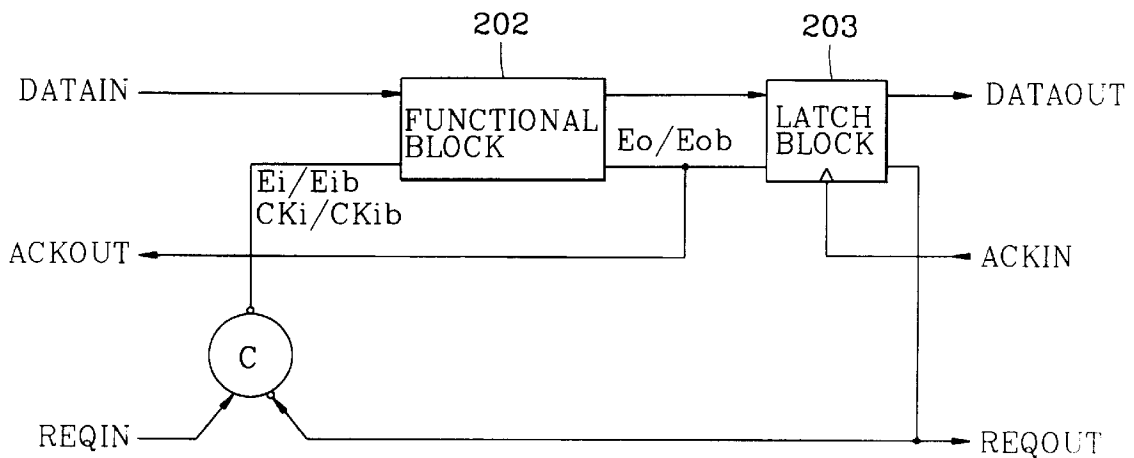 202
203
DATAIN
FUNCTIONAL
BLOCK
Eo/Eob
LATCH
BLOCK
DATAOUT
Ei/Eib
CKi/CKib
ACKOUT
ACKIN
C
REQIN
REQOUT